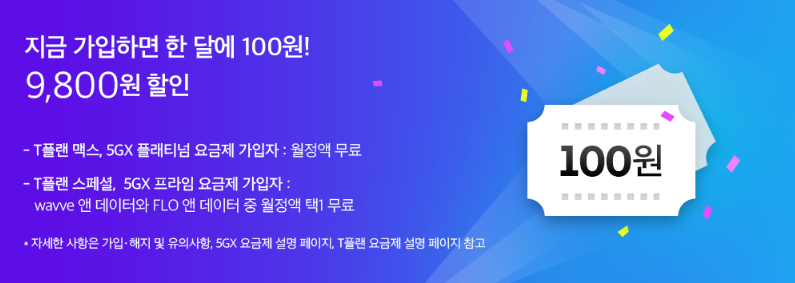 지금 가입하면 한 달에 100원!
9,800원 할인
- T플랜 맥스, 5GX 플래티넘 요금제 가입자 : 월정액 무료
- T플랜 스페셜, 5GX 프라임 요금제 가입자 :
wavve 앤 데이터와 FLO 앤 데이터 중 월정액 택1 무료
* 자세한 사항은 가입·해지 및 유의사항, 5GX 요금제 설명 페이지, T플랜 요금제 설명 페이지 참고
100원